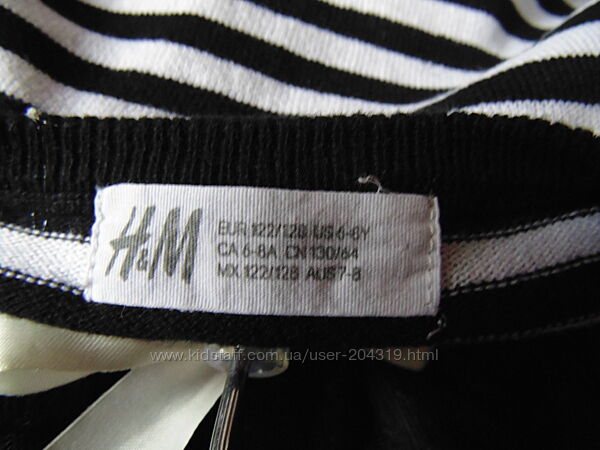 H&M
EUR 122/128 US 6-8Y
CA 6-8A CN 130/64
MX 122/128 AUS 7-8
www.kidstaff.com.ua/user-204319.html